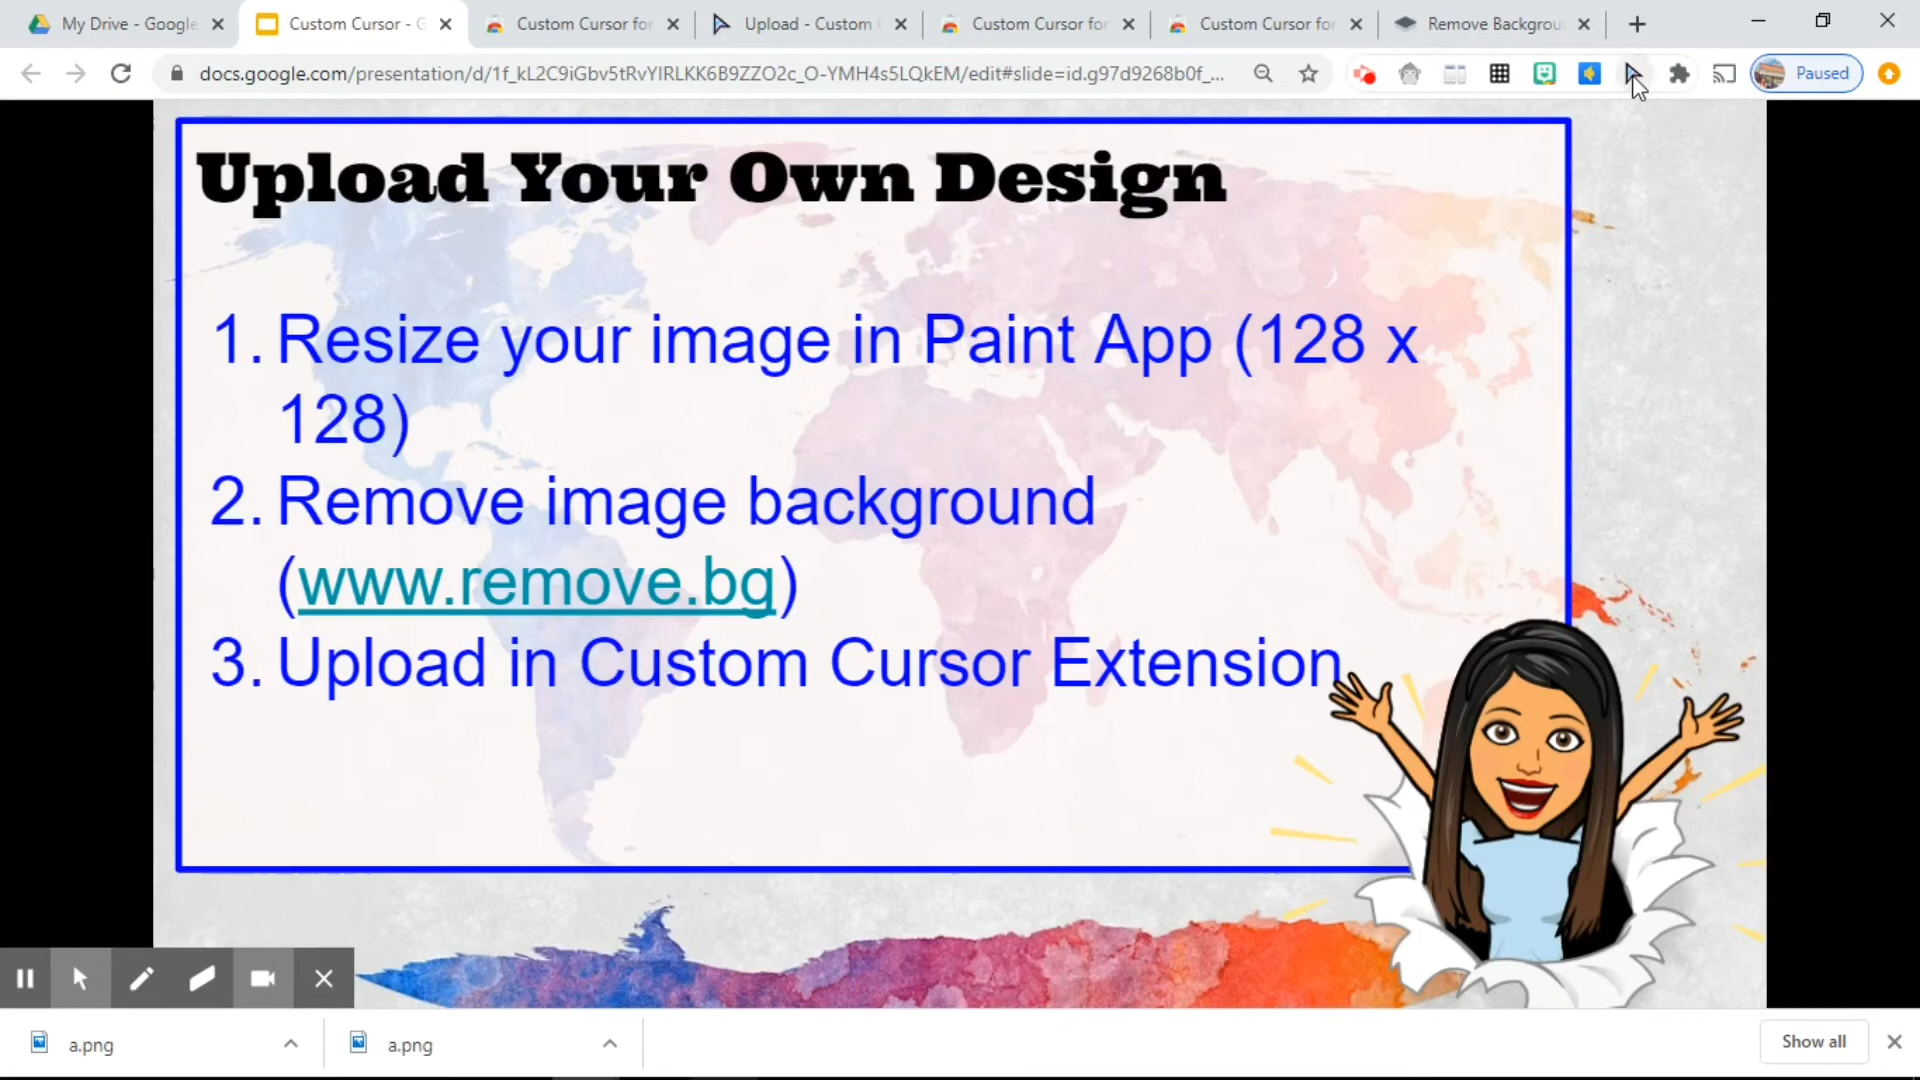 My Drive - Google
Custom Cursor - G
Custom Cursor for
Upload - Custom C
Custom Cursor for
Custom Cursor for
Remove Backgrou
docs.google.com/presentation/d/1f_kL2C9iGbv5tRvYIRLKK6B9ZZO2c_O-YMH4s5LQkEM/edit#slide=id.g97d9268b0f_...
Paused
Upload Your Own Design
1. Resize your image in Paint App (128 x
128)
2. Remove image background
(www.remove.bg)
3. Upload in Custom Cursor Extension
a.png
a.png
Show all